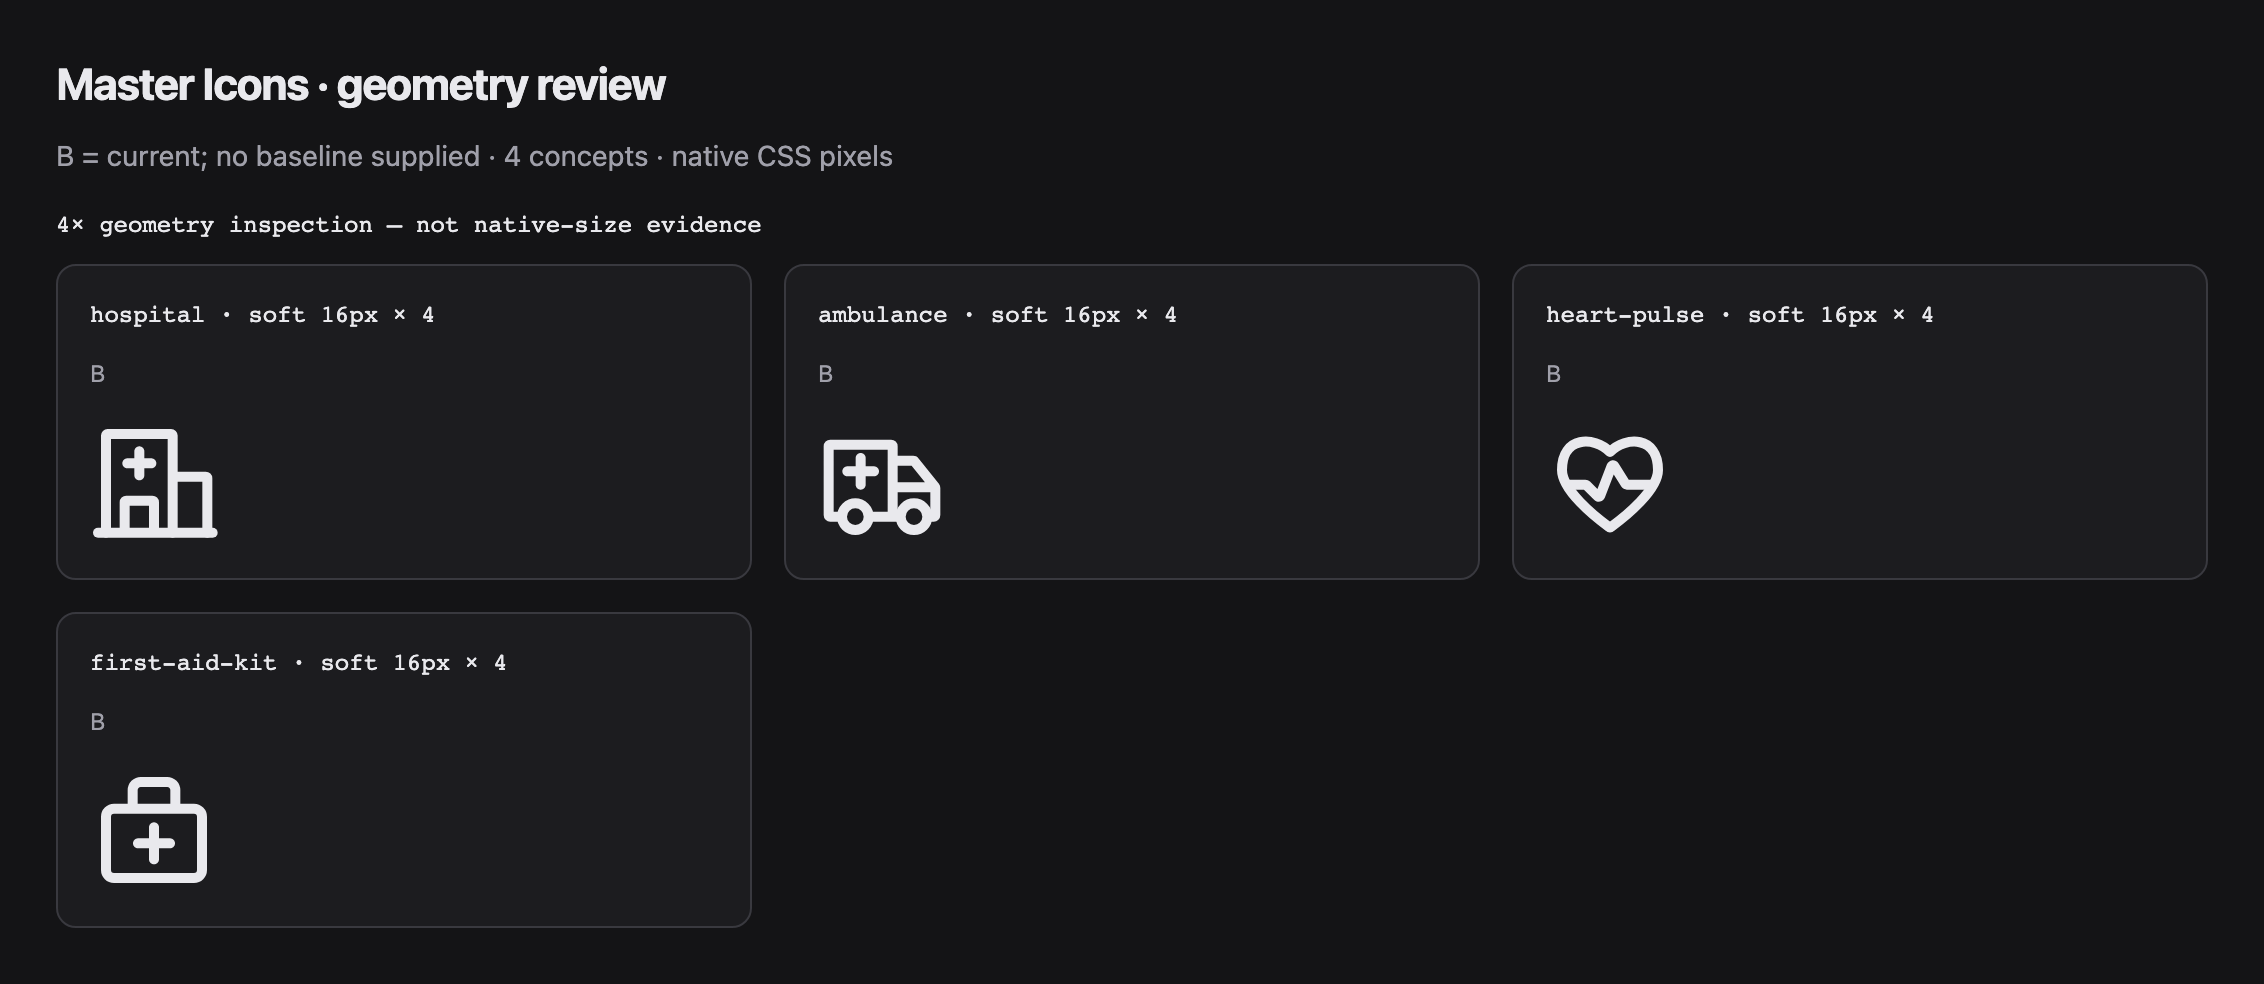 Master Icons · geometry review
B = current; no baseline supplied · 4 concepts · native CSS pixels
4× geometry inspection — not native-size evidence
hospital · soft 16px × 4
B
ambulance · soft 16px × 4
B
heart-pulse · soft 16px × 4
B
first-aid-kit · soft 16px × 4
B